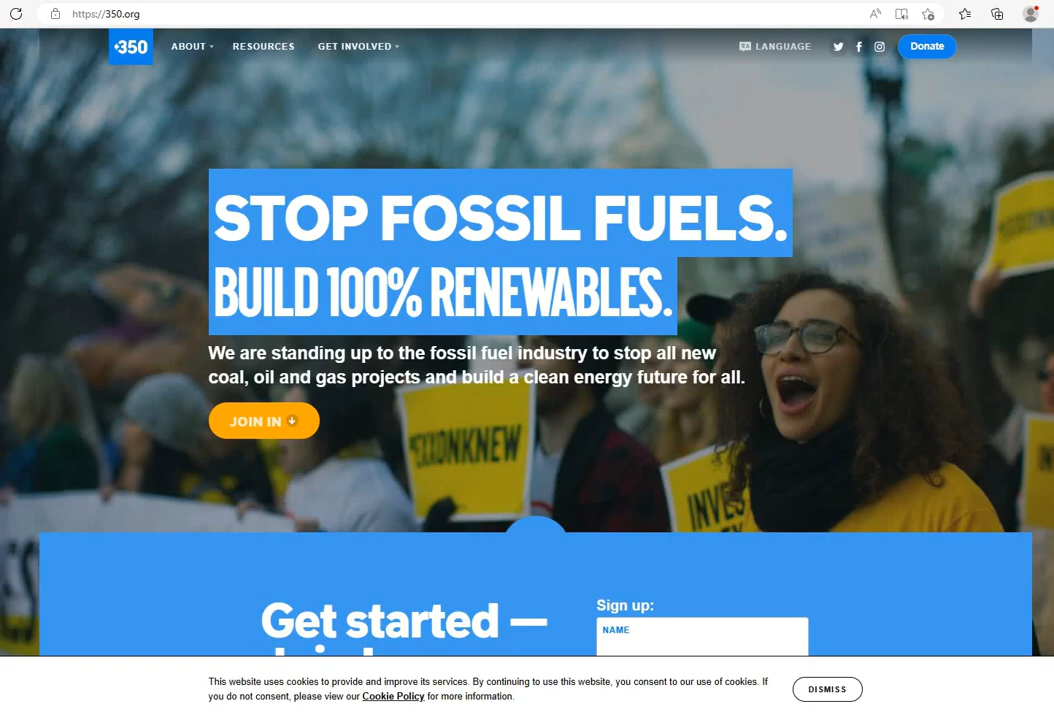 https://350.org
350
ABOUT
RESOURCES
GET INVOLVED
LANGUAGE
Donate
STOP FOSSIL FUELS.
BUILD 100% RENEWABLES.
We are standing up to the fossil fuel industry to stop all new
coal, oil and gas projects and build a clean energy future for all.
JOIN IN
#EXXONKNEW
Get started —
Sign up:
NAME
This website uses cookies to provide and improve its services. By continuing to use this website, you consent to our use of cookies. If
you do not consent, please view our Cookie Policy for more information.
DISMISS